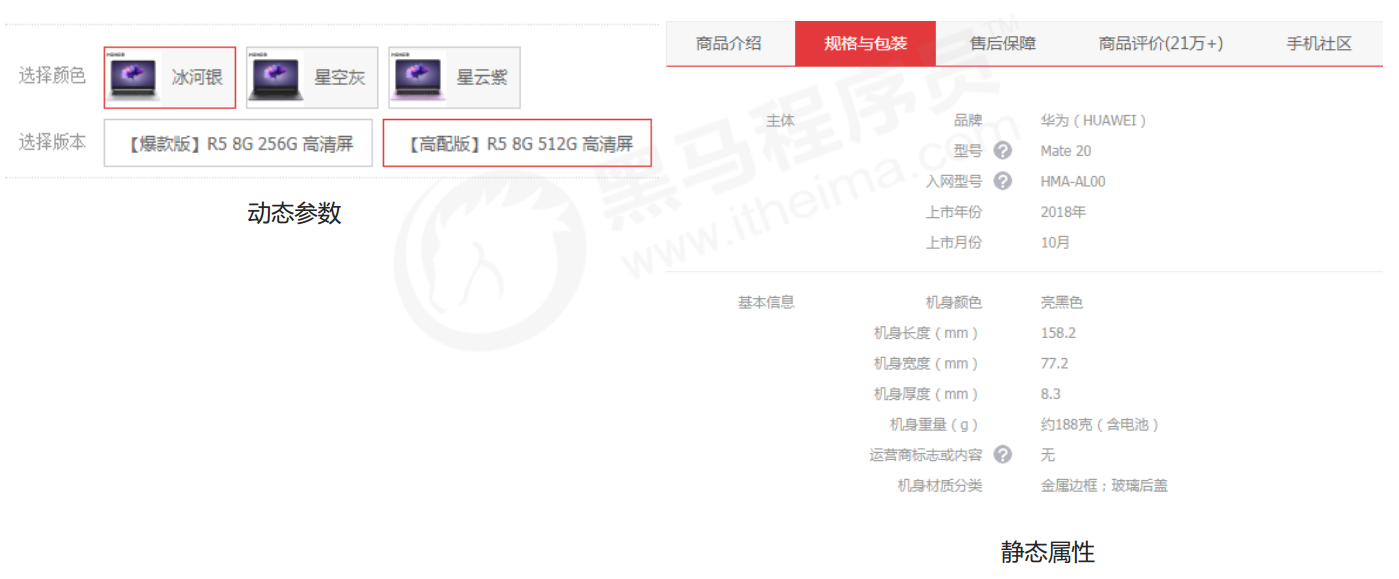 选择颜色 冰河银 星空灰 星云紫
选择版本 【爆款版】R5 8G 256G 高清屏 【高配版】R5 8G 512G 高清屏
动态参数
商品介绍 规格与包装 售后保障 商品评价(21万+) 手机社区
主体 品牌 华为 ( HUAWEI )
型号 ? Mate 20
入网型号 ? HMA-AL00
上市年份 2018年
上市月份 10月
基本信息 机身颜色 亮黑色
机身长度 ( mm ) 158.2
机身宽度 ( mm ) 77.2
机身厚度 ( mm ) 8.3
机身重量 ( g ) 约188克 ( 含电池 )
运营商标志或内容 ? 无
机身材质分类 金属边框；玻璃后盖
静态属性
黑马程序员™
www.itheima.com